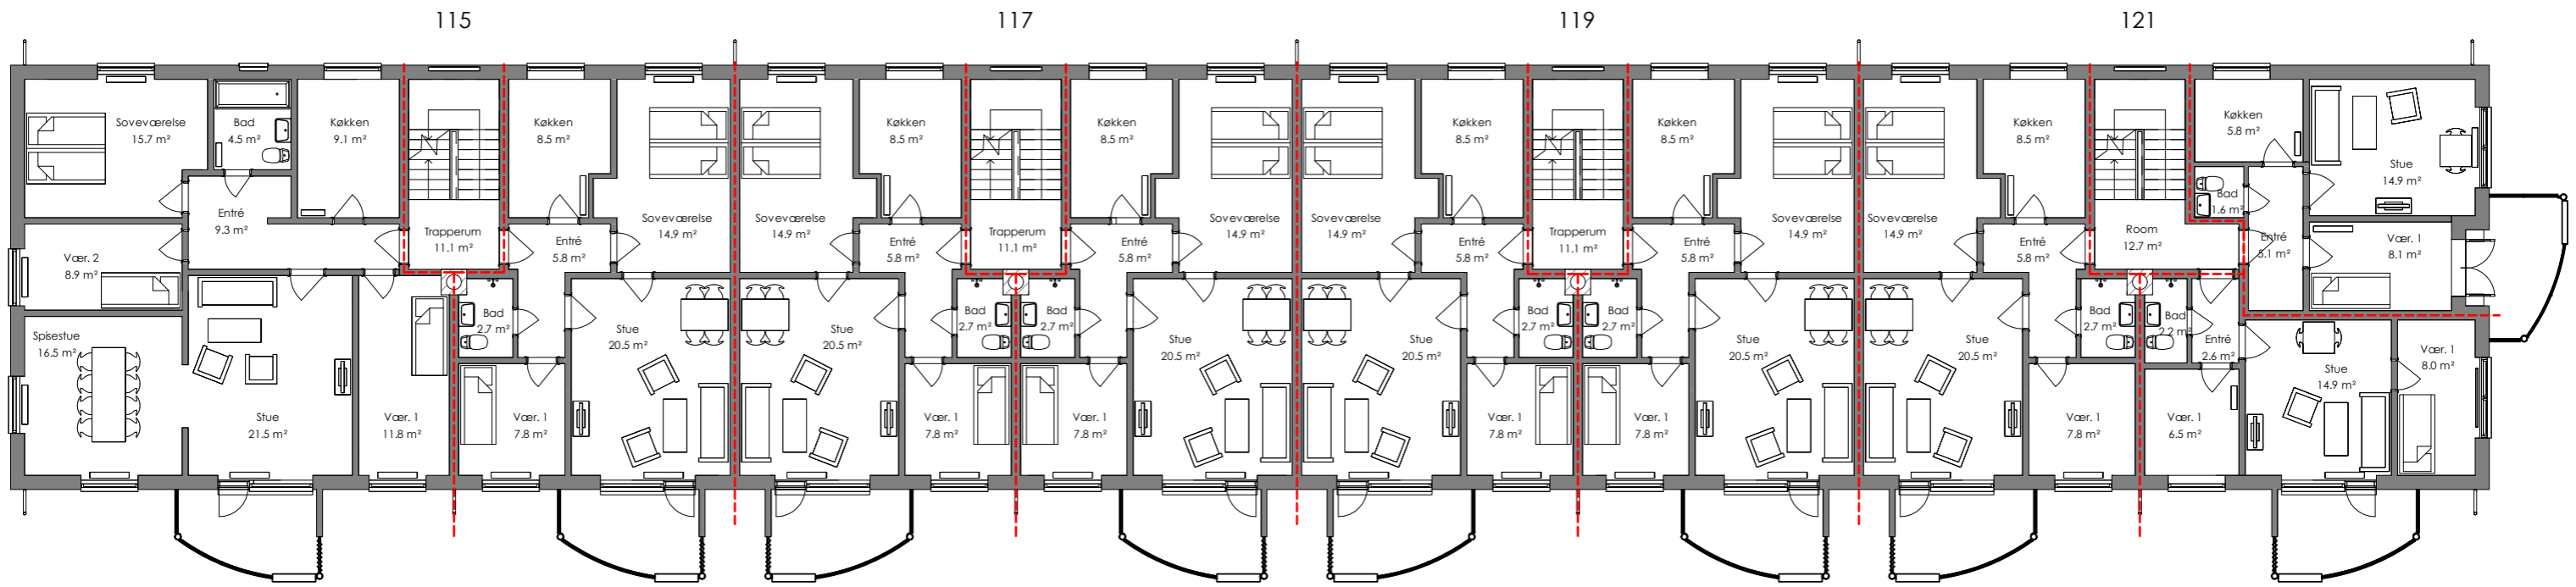 115
117
119
121
Soveværelse
15.7 m²
Bad
4.5 m²
Køkken
9.1 m²
Entré
9.3 m²
Trapperum
11.1 m²
Vær. 2
8.9 m²
Spisestue
16.5 m²
Stue
21.5 m²
Vær. 1
11.8 m²
Køkken
8.5 m²
Soveværelse
14.9 m²
Entré
5.8 m²
Bad
2.7 m²
Stue
20.5 m²
Vær. 1
7.8 m²
Soveværelse
14.9 m²
Køkken
8.5 m²
Entré
5.8 m²
Stue
20.5 m²
Bad
2.7 m²
Vær. 1
7.8 m²
Trapperum
11.1 m²
Køkken
8.5 m²
Soveværelse
14.9 m²
Entré
5.8 m²
Bad
2.7 m²
Stue
20.5 m²
Vær. 1
7.8 m²
Soveværelse
14.9 m²
Køkken
8.5 m²
Entré
5.8 m²
Stue
20.5 m²
Bad
2.7 m²
Vær. 1
7.8 m²
Trapperum
11.1 m²
Køkken
8.5 m²
Soveværelse
14.9 m²
Entré
5.8 m²
Bad
2.7 m²
Stue
20.5 m²
Vær. 1
7.8 m²
Soveværelse
14.9 m²
Køkken
8.5 m²
Entré
5.8 m²
Stue
20.5 m²
Bad
2.7 m²
Vær. 1
7.8 m²
Room
12.7 m²
Køkken
5.8 m²
Bad
1.6 m²
Entré
5.1 m²
Stue
14.9 m²
Vær. 1
8.1 m²
Bad
2.2 m²
Entré
2.6 m²
Vær. 1
6.5 m²
Stue
14.9 m²
Vær. 1
8.0 m²